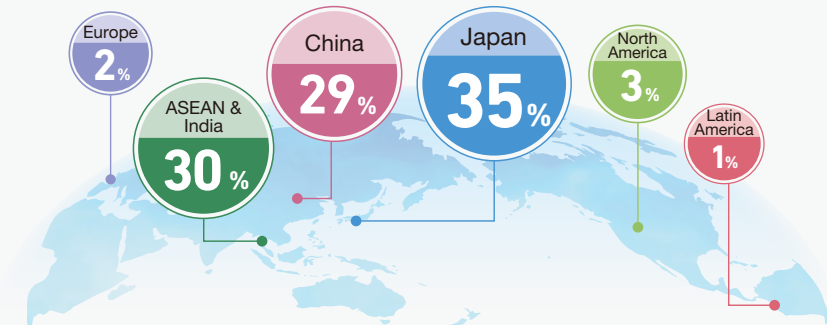 Europe
2%
ASEAN &
India
30 %
China
29%
Japan
35%
North
America
3%
Latin
America
1%